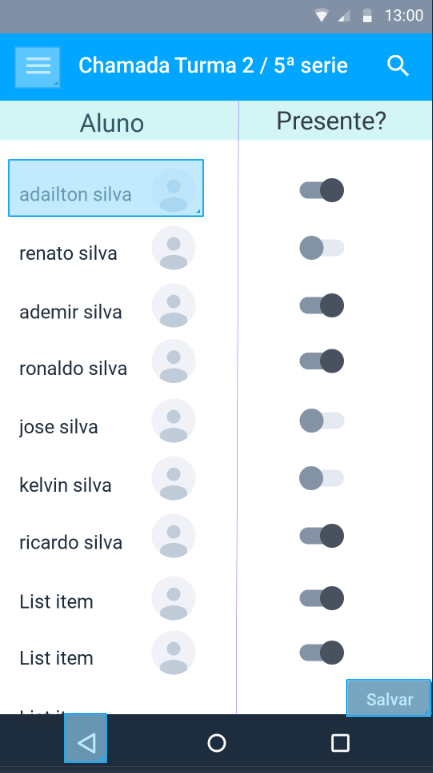 13:00
Chamada Turma 2 / 5ª serie
Aluno Presente?
adailton silva
renato silva
ademir silva
ronaldo silva
jose silva
kelvin silva
ricardo silva
List item
List item
Salvar